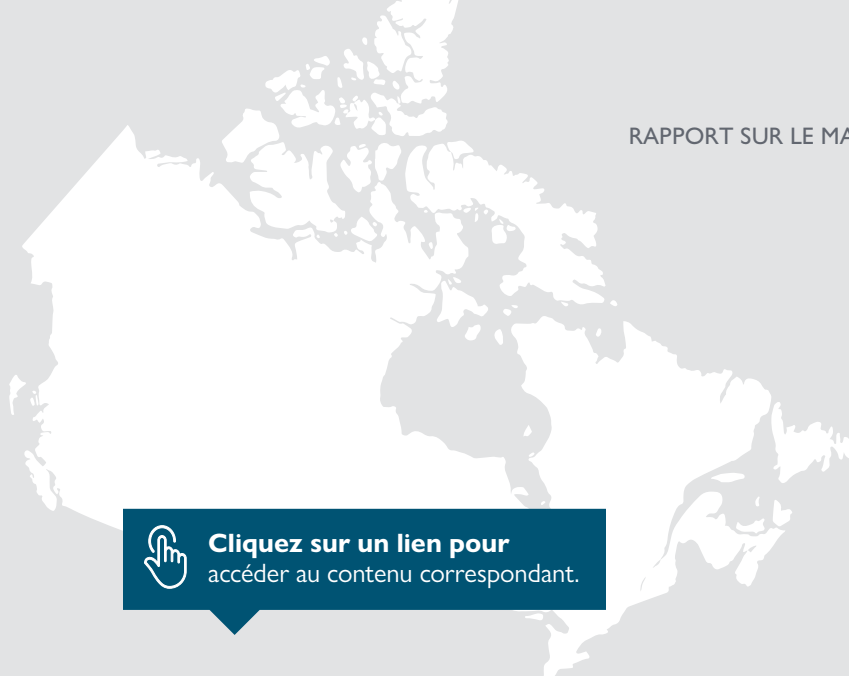 RAPPORT SUR LE MA
Cliquez sur un lien pour
accéder au contenu correspondant.